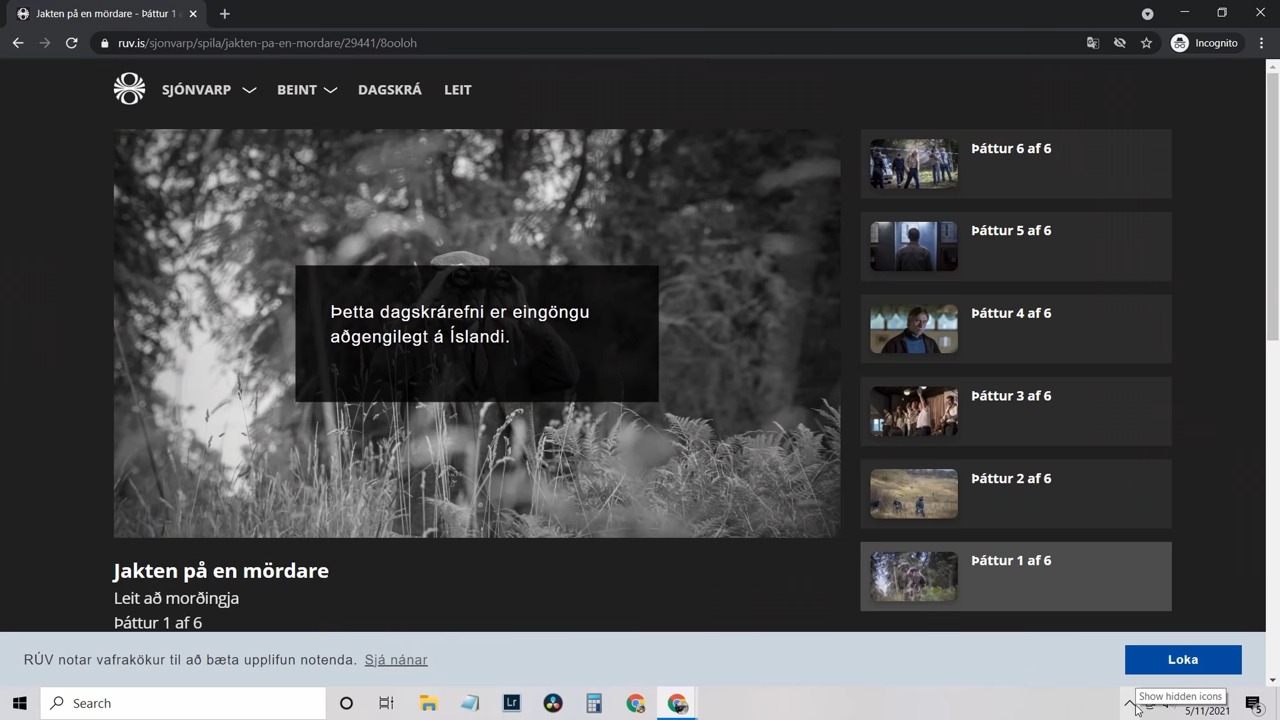 Jakten på en mördare - Þáttur 1
ruv.is/sjonvarp/spila/jakten-pa-en-mordare/29441/8ooloh
Incognito
SJÓNVARP
BEINT
DAGSKRÁ
LEIT
Þetta dagskrárefni er eingöngu
aðgengilegt á Íslandi.
Þáttur 6 af 6
Þáttur 5 af 6
Þáttur 4 af 6
Þáttur 3 af 6
Þáttur 2 af 6
Þáttur 1 af 6
Jakten på en mördare
Leit að morðingja
Þáttur 1 af 6
RÚV notar vafrakökur til að bæta upplifun notenda. Sjá nánar
Loka
Show hidden icons
Search
Lr
5/11/2021
5